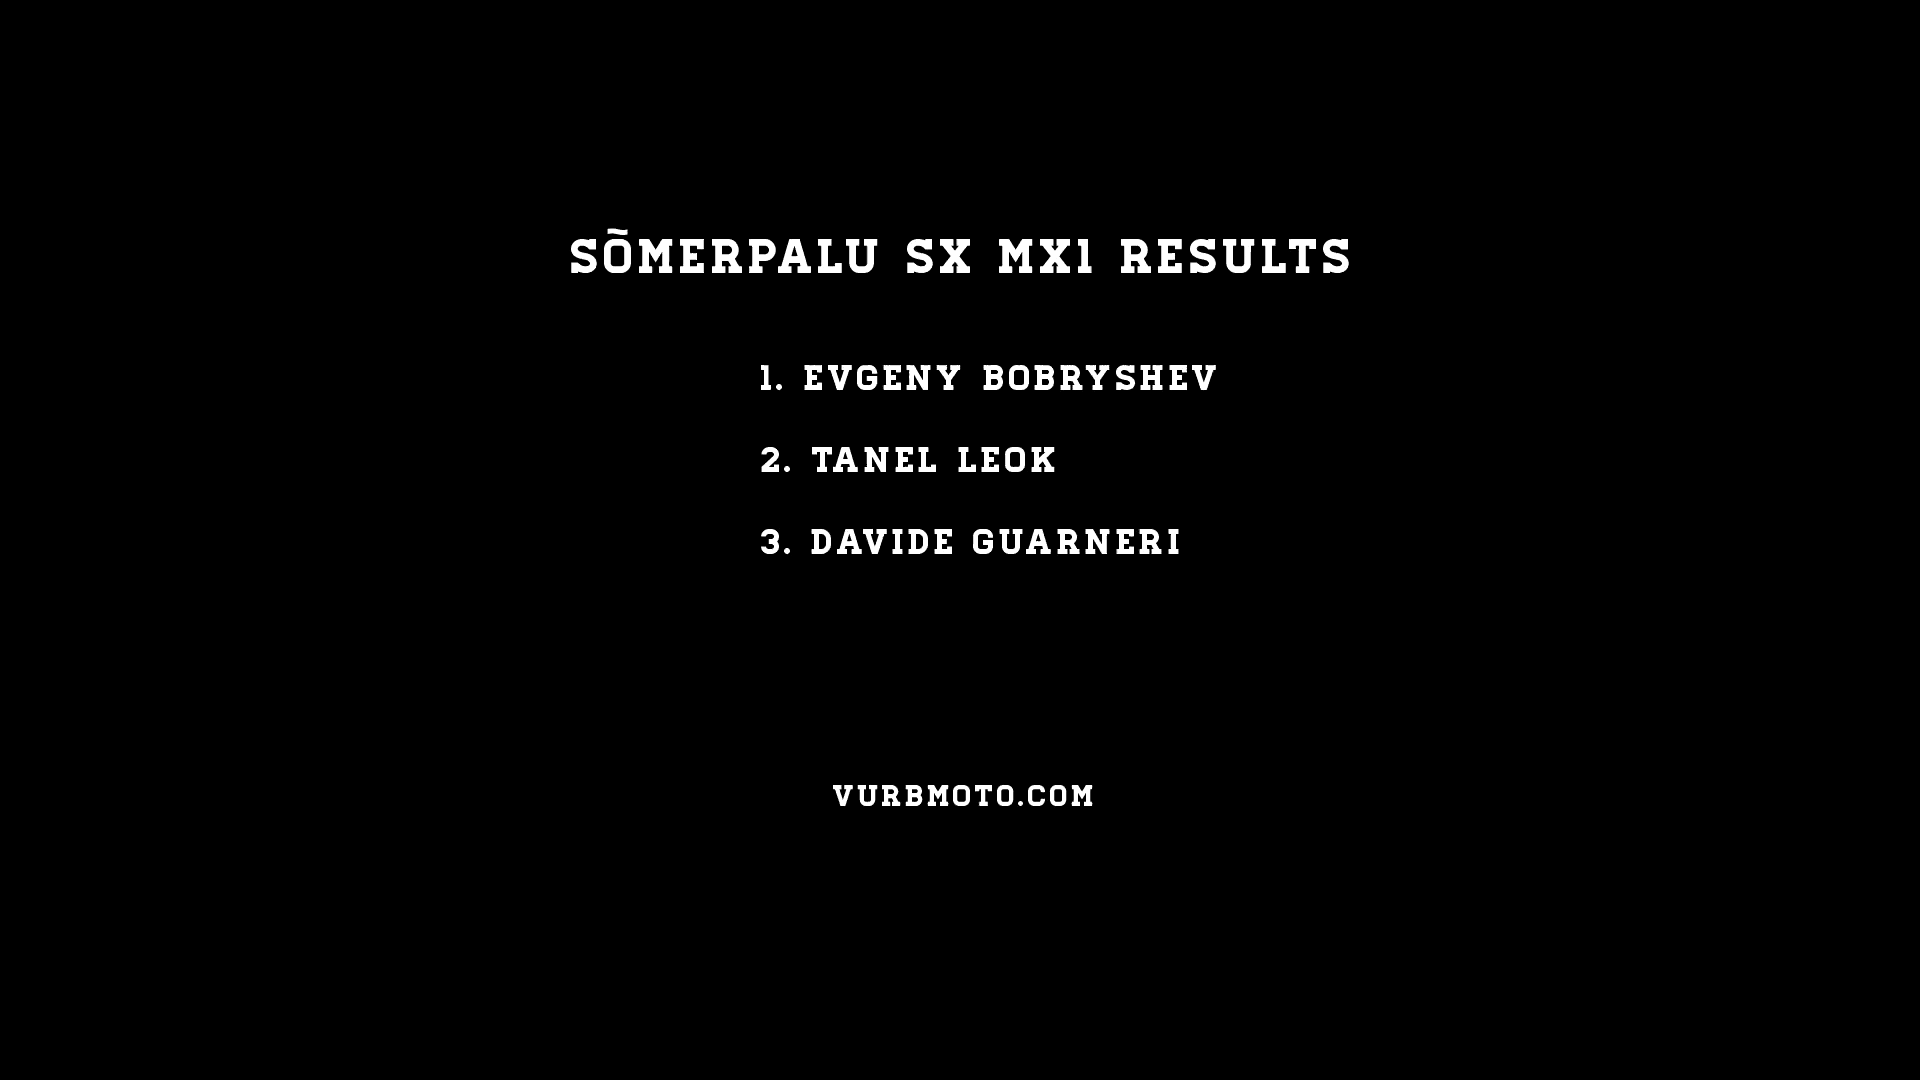 SÕMERPALU SX MX1 RESULTS
1. EVGENY BOBRYSHEV
2. TANEL LEOK
3. DAVIDE GUARNERI
VURBMOTO.COM